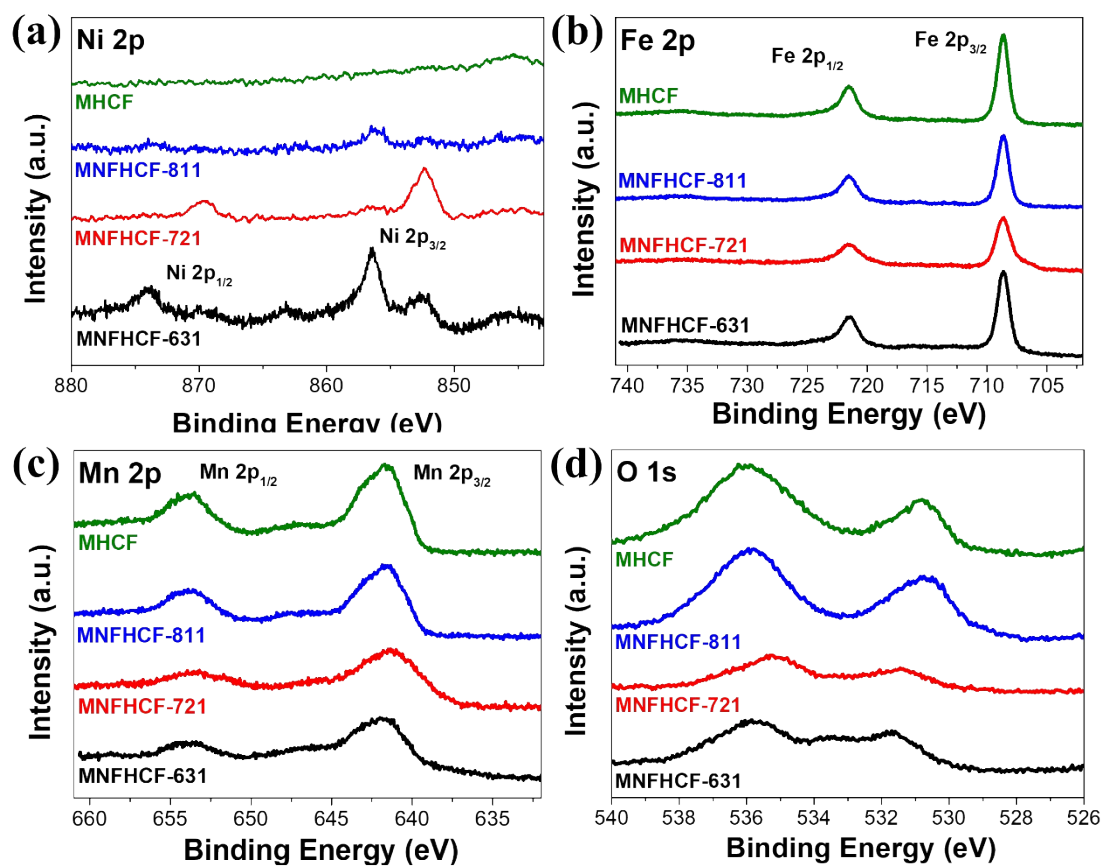 (a) Ni 2p
MHCF
MNFHCF-811
MNFHCF-721
Ni 2p3/2
Ni 2p1/2
MNFHCF-631
Intensity (a.u.)
880 870 860 850
Binding Energy (eV)
(b) Fe 2p
Fe 2p3/2
Fe 2p1/2
MHCF
MNFHCF-811
MNFHCF-721
MNFHCF-631
Intensity (a.u.)
740 735 730 725 720 715 710 705
Binding Energy (eV)
(c) Mn 2p
Mn 2p1/2 Mn 2p3/2
MHCF
MNFHCF-811
MNFHCF-721
MNFHCF-631
Intensity (a.u.)
660 655 650 645 640 635
Binding Energy (eV)
(d) O 1s
MHCF
MNFHCF-811
MNFHCF-721
MNFHCF-631
Intensity (a.u.)
540 538 536 534 532 530 528 526
Binding Energy (eV)